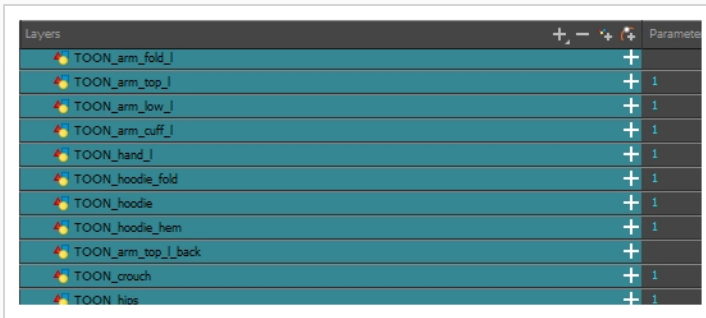 Layers Parameter
TOON_arm_fold_l
TOON_arm_top_l 1
TOON_arm_low_l 1
TOON_arm_cuff_l 1
TOON_hand_l 1
TOON_hoodie_fold 1
TOON_hoodie 1
TOON_hoodie_hem 1
TOON_arm_top_l_back
TOON_crouch 1
TOON_hips 1